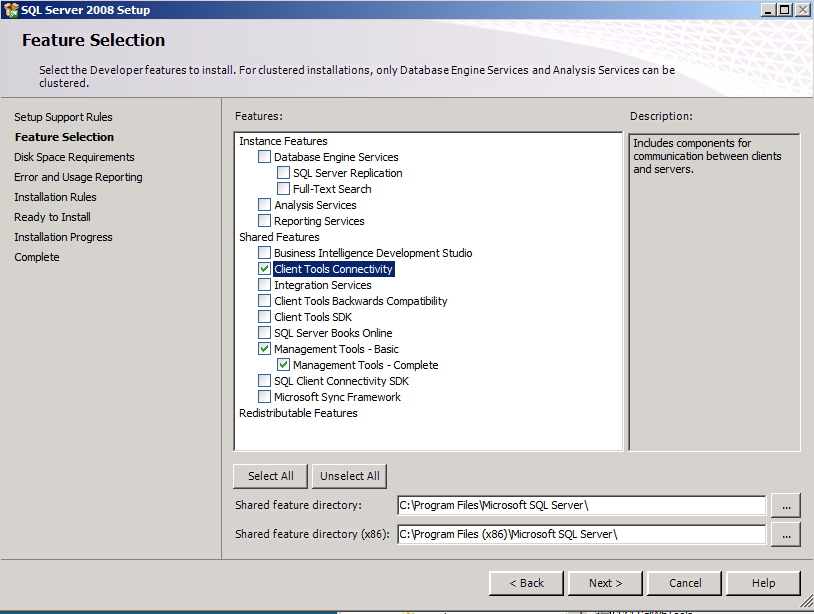 SQL Server 2008 Setup
Feature Selection
Select the Developer features to install. For clustered installations, only Database Engine Services and Analysis Services can be
clustered.
Setup Support Rules
Feature Selection
Disk Space Requirements
Error and Usage Reporting
Installation Rules
Ready to Install
Installation Progress
Complete
Features:
Instance Features
Database Engine Services
SQL Server Replication
Full-Text Search
Analysis Services
Reporting Services
Shared Features
Business Intelligence Development Studio
Client Tools Connectivity
Integration Services
Client Tools Backwards Compatibility
Client Tools SDK
SQL Server Books Online
Management Tools - Basic
Management Tools - Complete
SQL Client Connectivity SDK
Microsoft Sync Framework
Redistributable Features
Description:
Includes components for
communication between clients
and servers.
Select All
Unselect All
Shared feature directory:
C:\Program Files\Microsoft SQL Server\
...
Shared feature directory (x86):
C:\Program Files (x86)\Microsoft SQL Server\
...
< Back
Next >
Cancel
Help